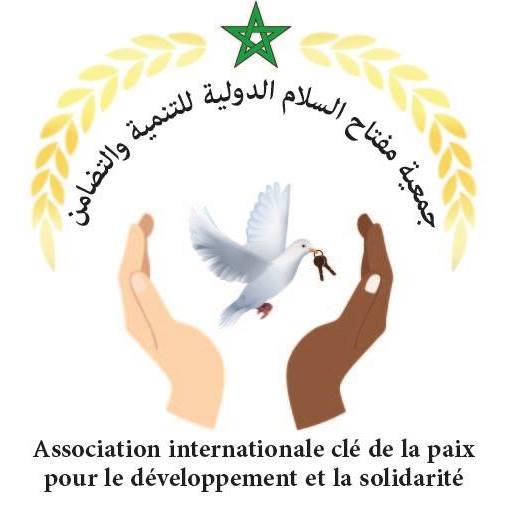 جمعية مفتاح السلام الدولية للتنمية والتضامن
Association internationale clé de la paix
pour le développement et la solidarité